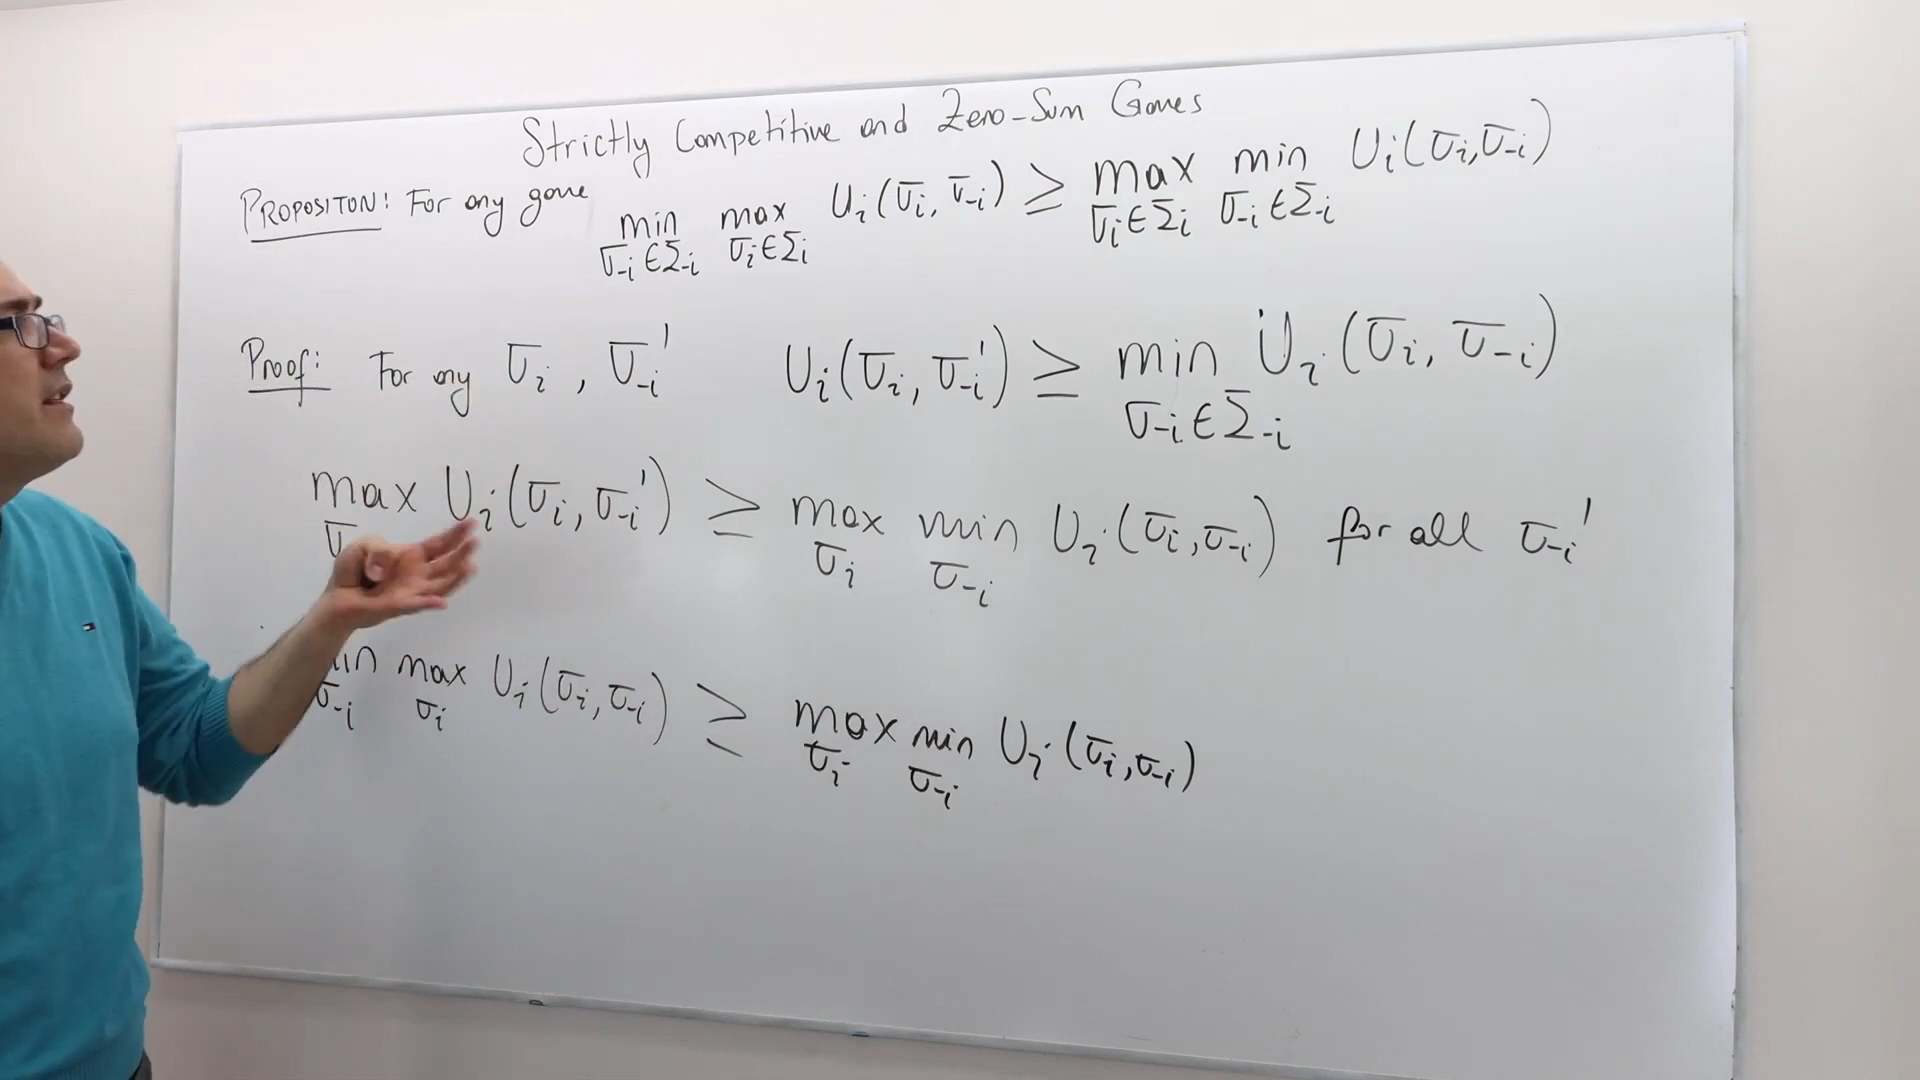 Strictly Competitive and Zero-Sum Games
PROPOSITON: For any game min σ-i∈Σ-i max σi∈Σi Ui(σi, σ-i) ≥ max σi∈Σi min σ-i∈Σ-i Ui(σi, σ-i)
Proof: For any σi, σ-i' Ui(σi, σ-i') ≥ min σ-i∈Σ-i Ui(σi, σ-i)
max σ Ui(σi, σ-i') ≥ max σi min σ-i Ui(σi, σ-i) for all σ-i'
min σ-i max σi Ui(σi, σ-i) ≥ max σi min σ-i Ui(σi, σ-i)